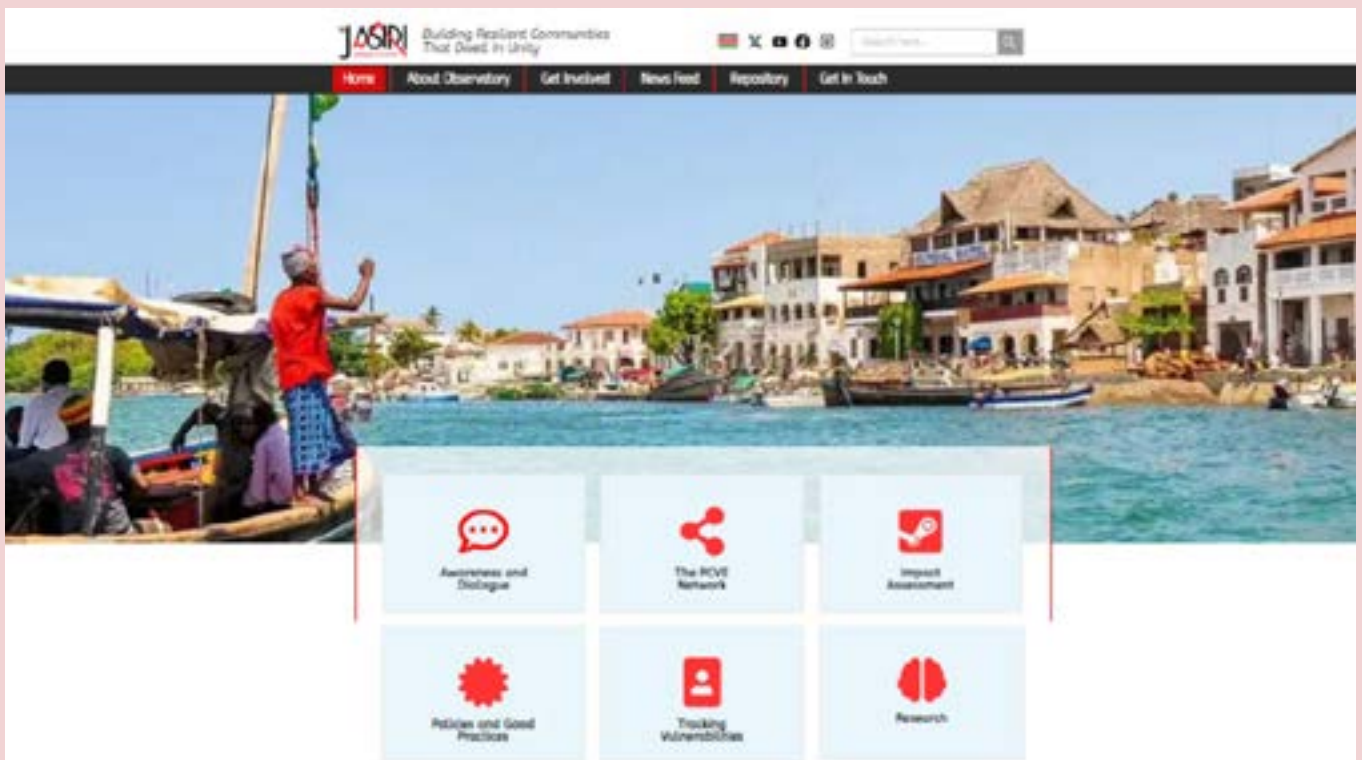 JASIRI
Building Resilient Communities
That Dwell In Unity
Search here...
Home
About Observatory
Get Involved
News Feed
Repository
Get In Touch
Awareness and
Dialogue
The PCVE
Network
Impact
Assessment
Policies and Good
Practices
Tracking
Vulnerabilities
Research